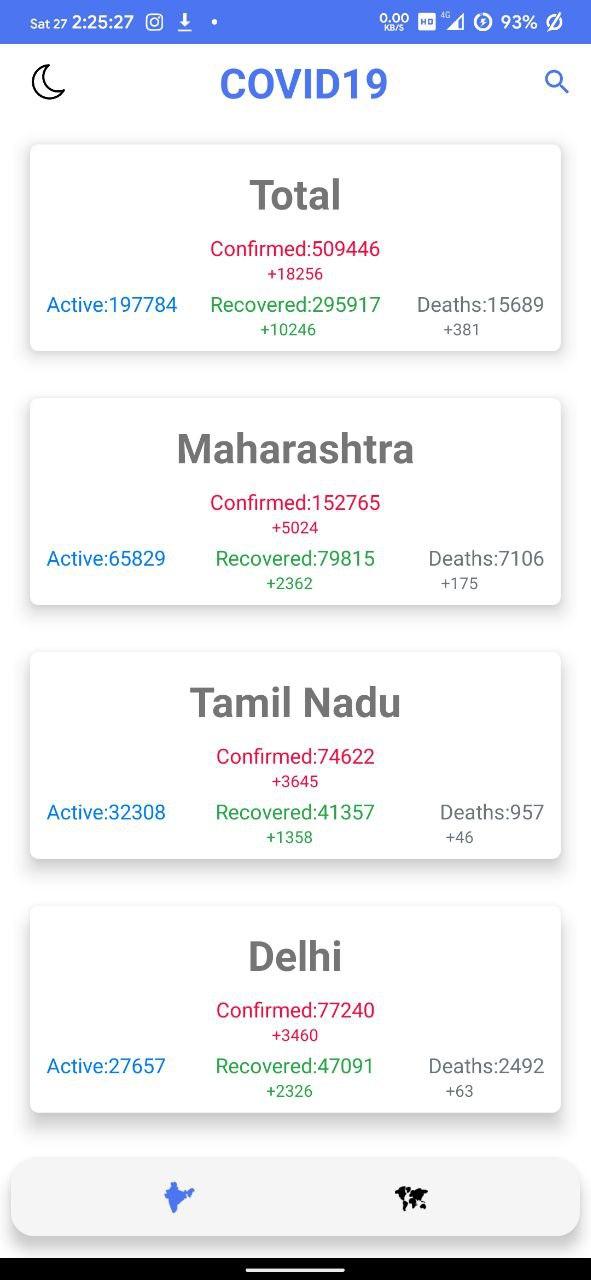 Sat 27 2:25:27 0.00 KB/S HD 4G 93%
COVID19
Total
Confirmed:509446
+18256
Active:197784 Recovered:295917 Deaths:15689
+10246 +381
Maharashtra
Confirmed:152765
+5024
Active:65829 Recovered:79815 Deaths:7106
+2362 +175
Tamil Nadu
Confirmed:74622
+3645
Active:32308 Recovered:41357 Deaths:957
+1358 +46
Delhi
Confirmed:77240
+3460
Active:27657 Recovered:47091 Deaths:2492
+2326 +63